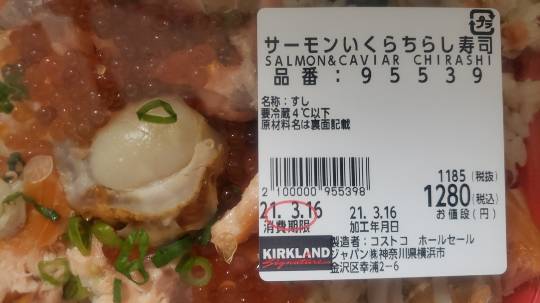 プラ
サーモンいくらちらし寿司
SALMON&CAVIAR CHIRASHI
品番：95539
名称：すし
要冷蔵4℃以下
原材料名は裏面記載
1185(税抜)
2 100000 955398
1280(税込)
お値段(円)
21. 3.16
21. 3.16
消費期限
加工年月日
KIRKLAND
Signature
製造者：コストコ ホールセール
ジャパン㈱神奈川県横浜市
金沢区幸浦2-6